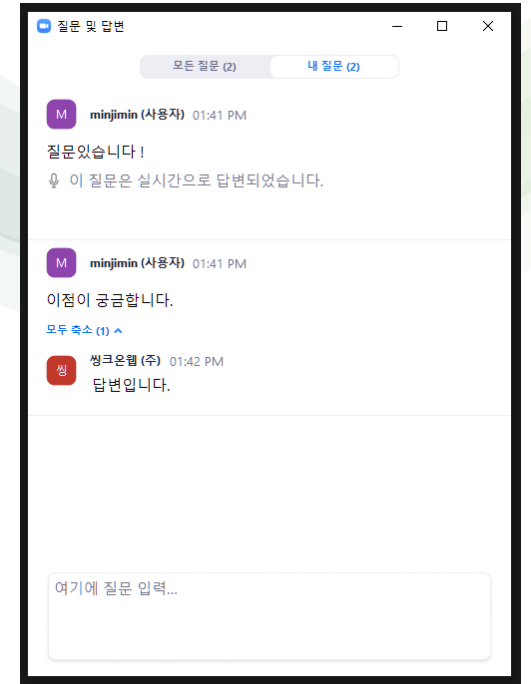 질문 및 답변
모든 질문 (2)
내 질문 (2)
M
minjimin (사용자) 01:41 PM
질문있습니다 !
이 질문은 실시간으로 답변되었습니다.
M
minjimin (사용자) 01:41 PM
이점이 궁금합니다.
모두 축소 (1)
씽
씽크온웹 (주) 01:42 PM
답변입니다.
여기에 질문 입력...